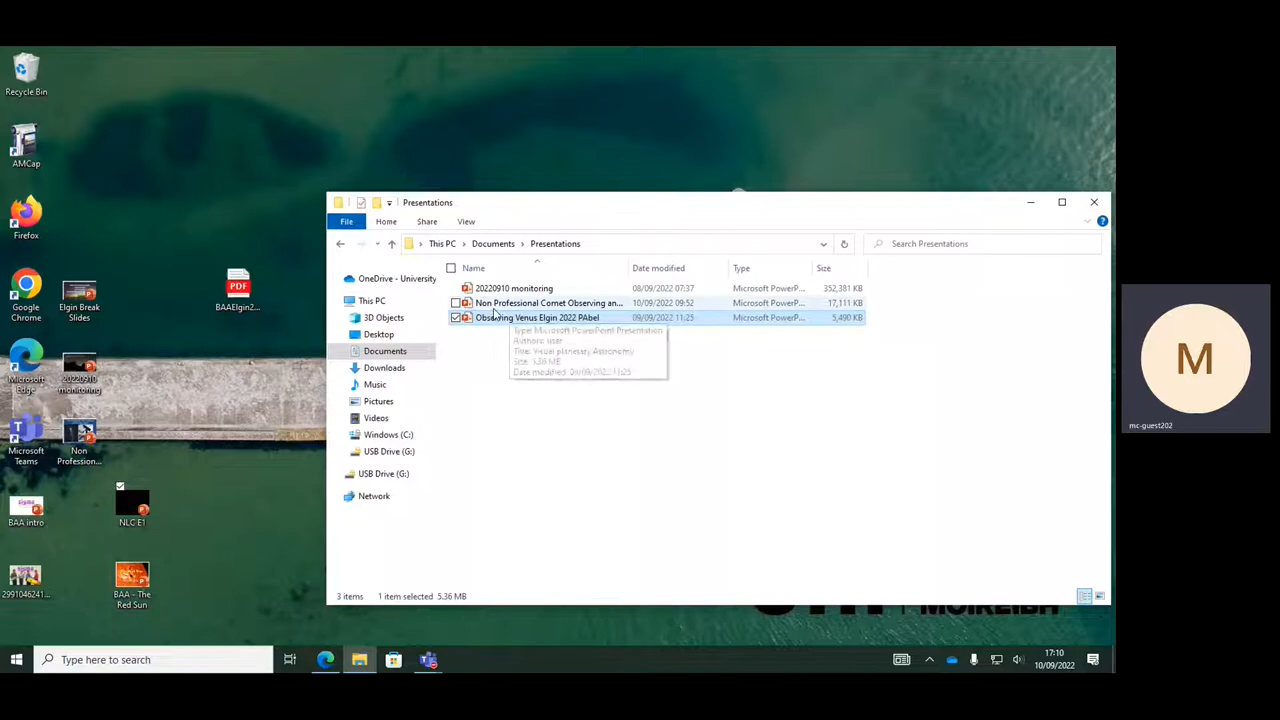 Recycle Bin
AMCap
Firefox
Google
Chrome
Elgin Break
Slides
BAAElgin2...
PDF
Microsoft
Edge
20220910
monitoring
Microsoft
Teams
Non
Profession...
BAA intro
NLC E1
2991046241...
BAA - The
Red Sun
Presentations
File Home Share View
This PC Documents Presentations
Search Presentations
Name Date modified Type Size
20220910 monitoring 08/09/2022 07:37 Microsoft PowerP... 352,381 KB
Non Professional Comet Observing an... 10/09/2022 09:52 Microsoft PowerP... 17,111 KB
Observing Venus Elgin 2022 PAbel 09/09/2022 11:25 Microsoft PowerP... 5,490 KB
Type: Microsoft PowerPoint Presentation
Authors: user
Title: Visual planetary Astronomy
Size: 5.36 MB
Date modified: 09/09/2022 11:25
OneDrive - University
This PC
3D Objects
Desktop
Documents
Downloads
Music
Pictures
Videos
Windows (C:)
USB Drive (G:)
USB Drive (G:)
Network
3 items 1 item selected 5.36 MB
Type here to search
17:10
10/09/2022
M
mc-guest202